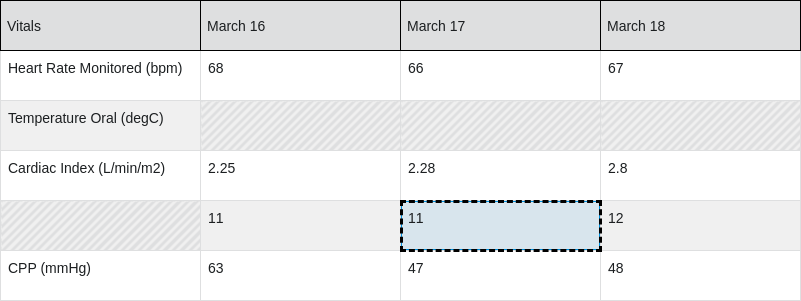 Vitals March 16 March 17 March 18
Heart Rate Monitored (bpm) 68 66 67
Temperature Oral (degC)
Cardiac Index (L/min/m2) 2.25 2.28 2.8
11 11 12
CPP (mmHg) 63 47 48